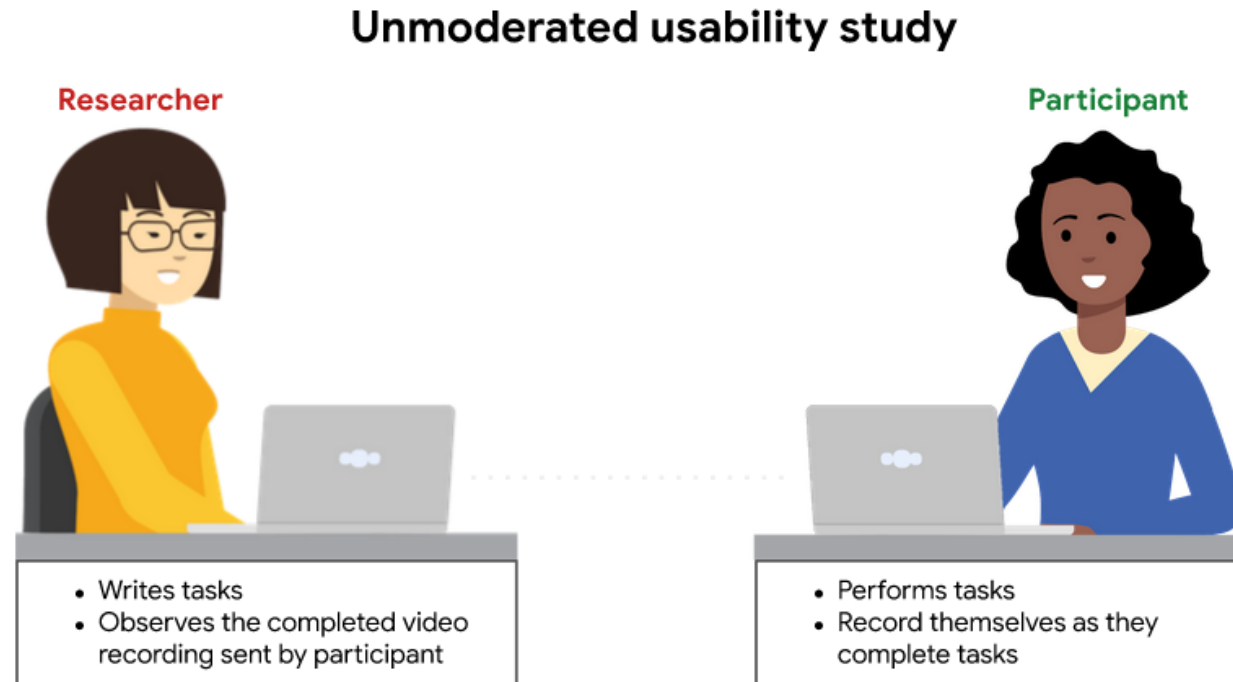 Unmoderated usability study
Researcher
Participant
• Writes tasks
• Observes the completed video
recording sent by participant
• Performs tasks
• Record themselves as they
complete tasks